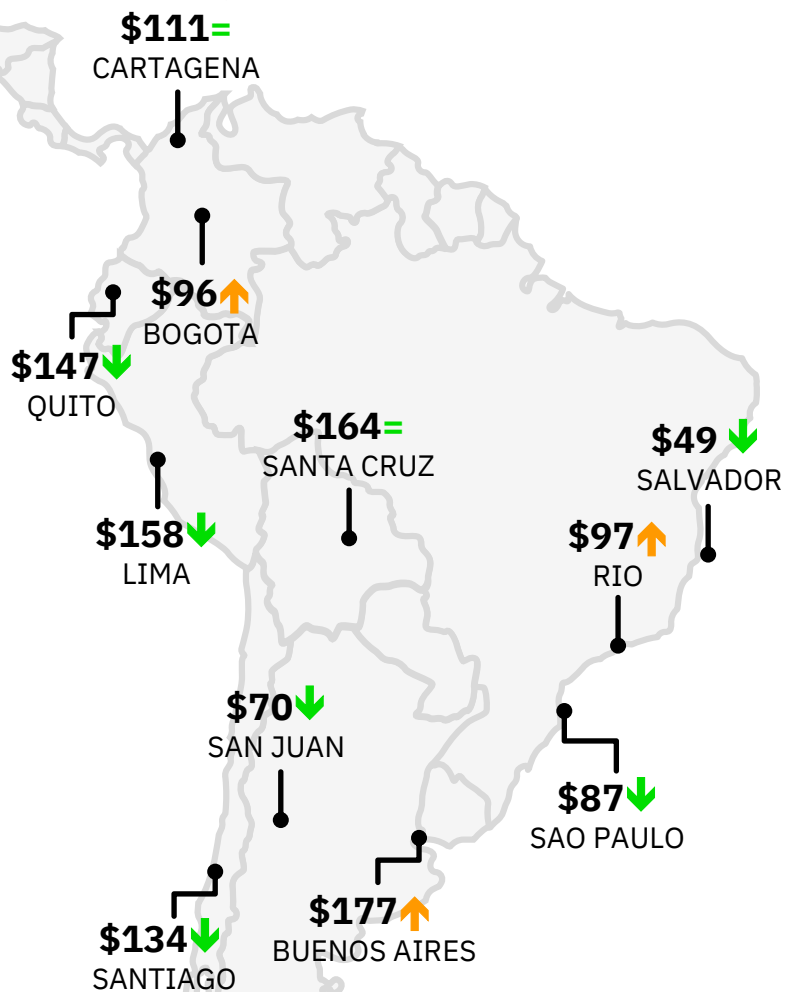 $111=
CARTAGENA
$96↑
BOGOTA
$147↓
QUITO
$164=
SANTA CRUZ
$49 ↓
SALVADOR
$158↓
LIMA
$97↑
RIO
$70↓
SAN JUAN
$87↓
SAO PAULO
$177↑
BUENOS AIRES
$134↓
SANTIAGO